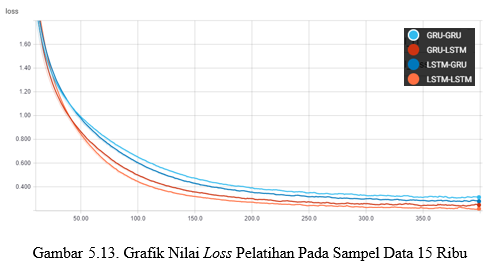 loss
GRU-GRU
GRU-LSTM
LSTM-GRU
LSTM-LSTM
1.60
1.40
1.20
1.00
0.800
0.600
0.400
50.00 100.0 150.0 200.0 250.0 300.0 350.0
Gambar 5.13. Grafik Nilai Loss Pelatihan Pada Sampel Data 15 Ribu